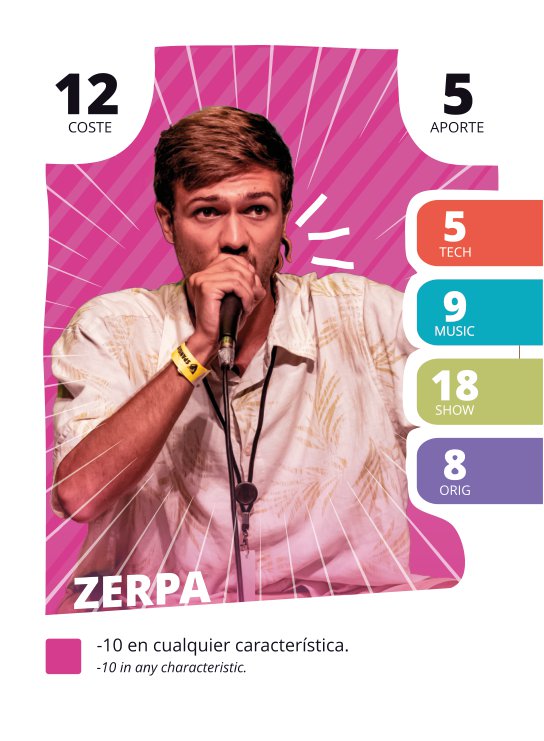 12
COSTE
5
APORTE
5
TECH
9
MUSIC
18
SHOW
8
ORIG
ZERPA
-10 en cualquier característica.
-10 in any characteristic.